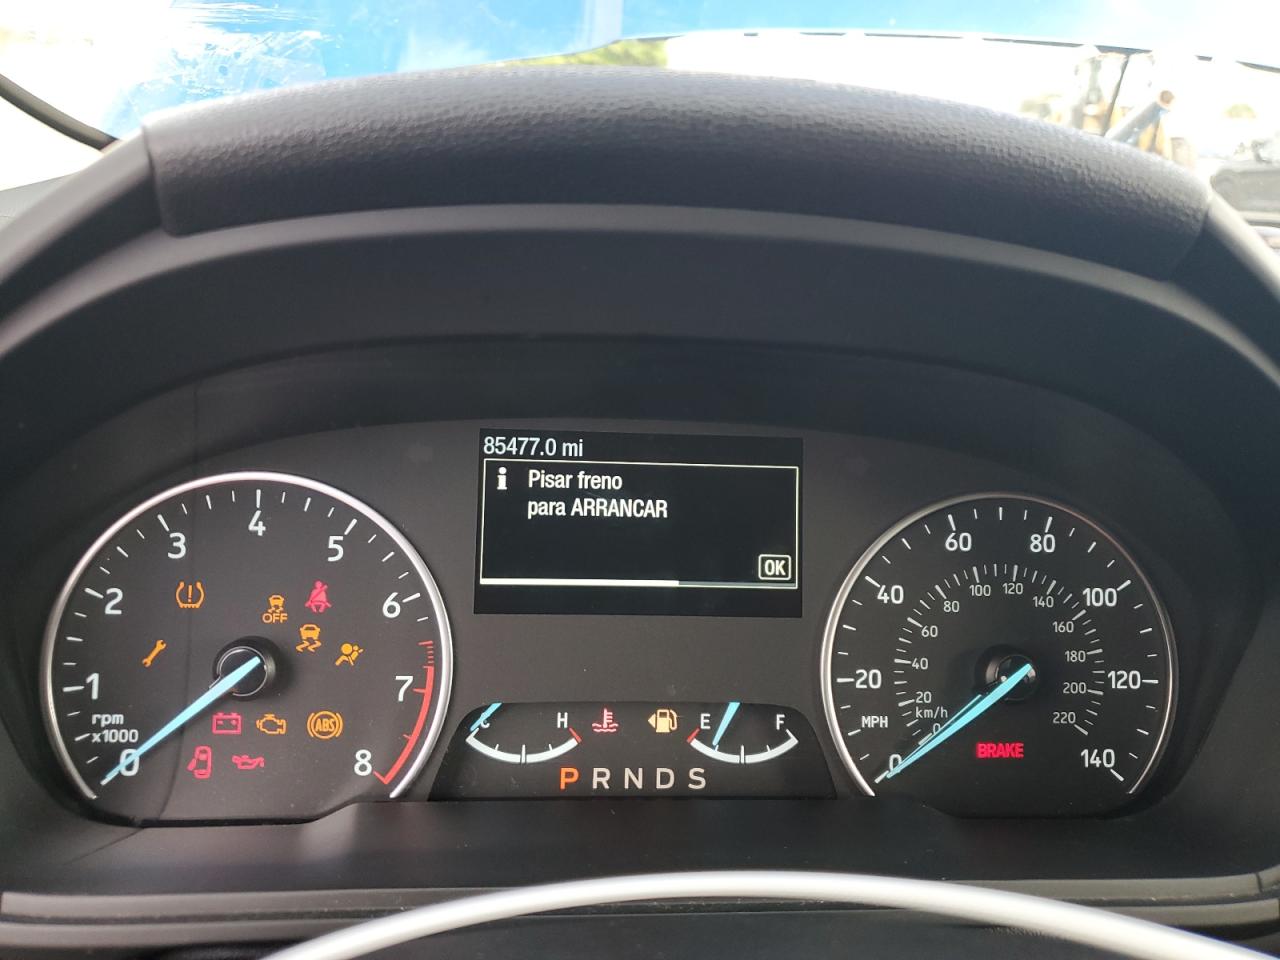 85477.0 mi
i Pisar freno
para ARRANCAR
OK
0 1 2 3 4 5 6 7 8
rpm
x1000
OFF
ABS
C H
E F
P R N D S
0 20 40 60 80 100 120 140
MPH
0 20 40 60 80 100 120 140 160 180 200 220
km/h
BRAKE